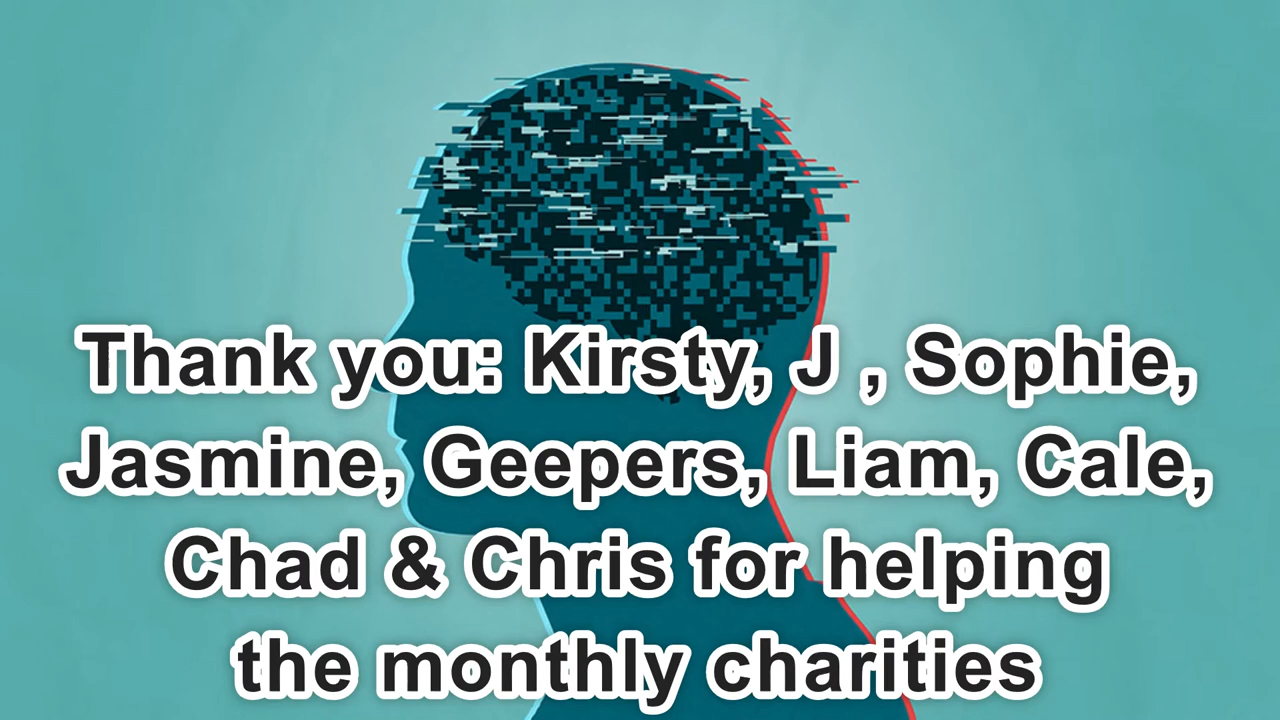 Thank you: Kirsty, J , Sophie,
Jasmine, Geepers, Liam, Cale,
Chad & Chris for helping
the monthly charities